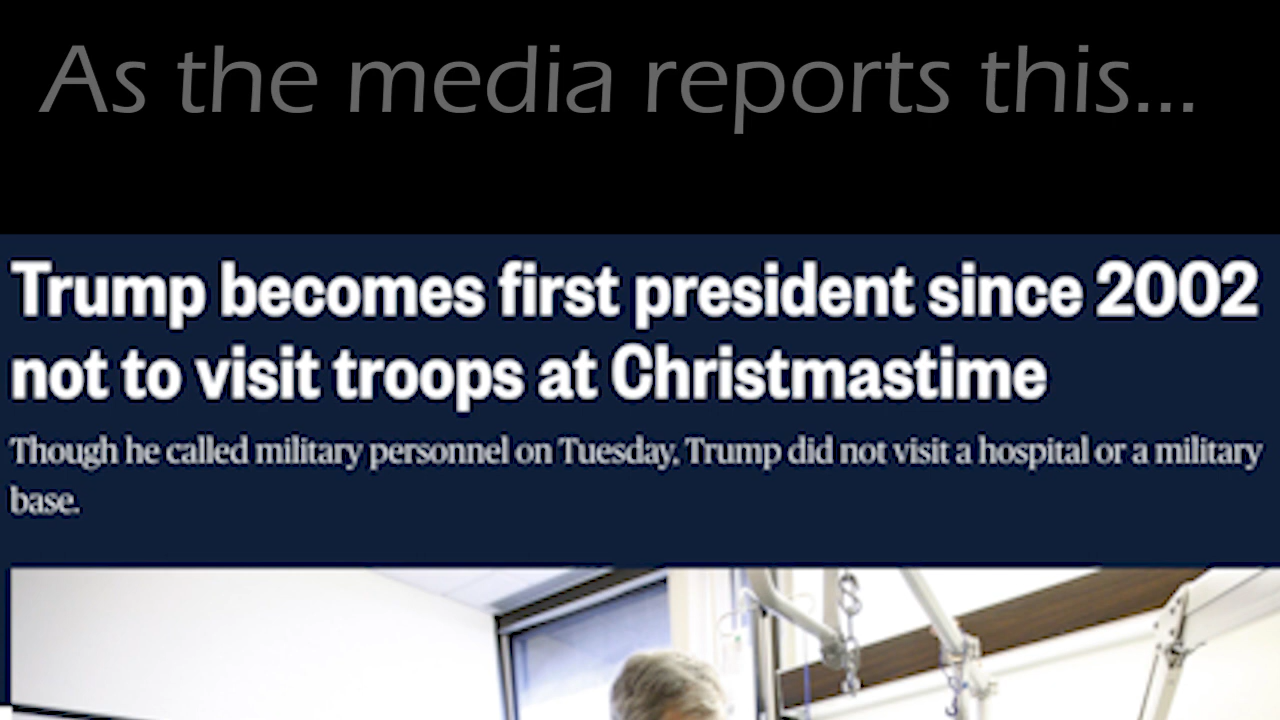 As the media reports this...
Trump becomes first president since 2002
not to visit troops at Christmastime
Though he called military personnel on Tuesday, Trump did not visit a hospital or a military
base.